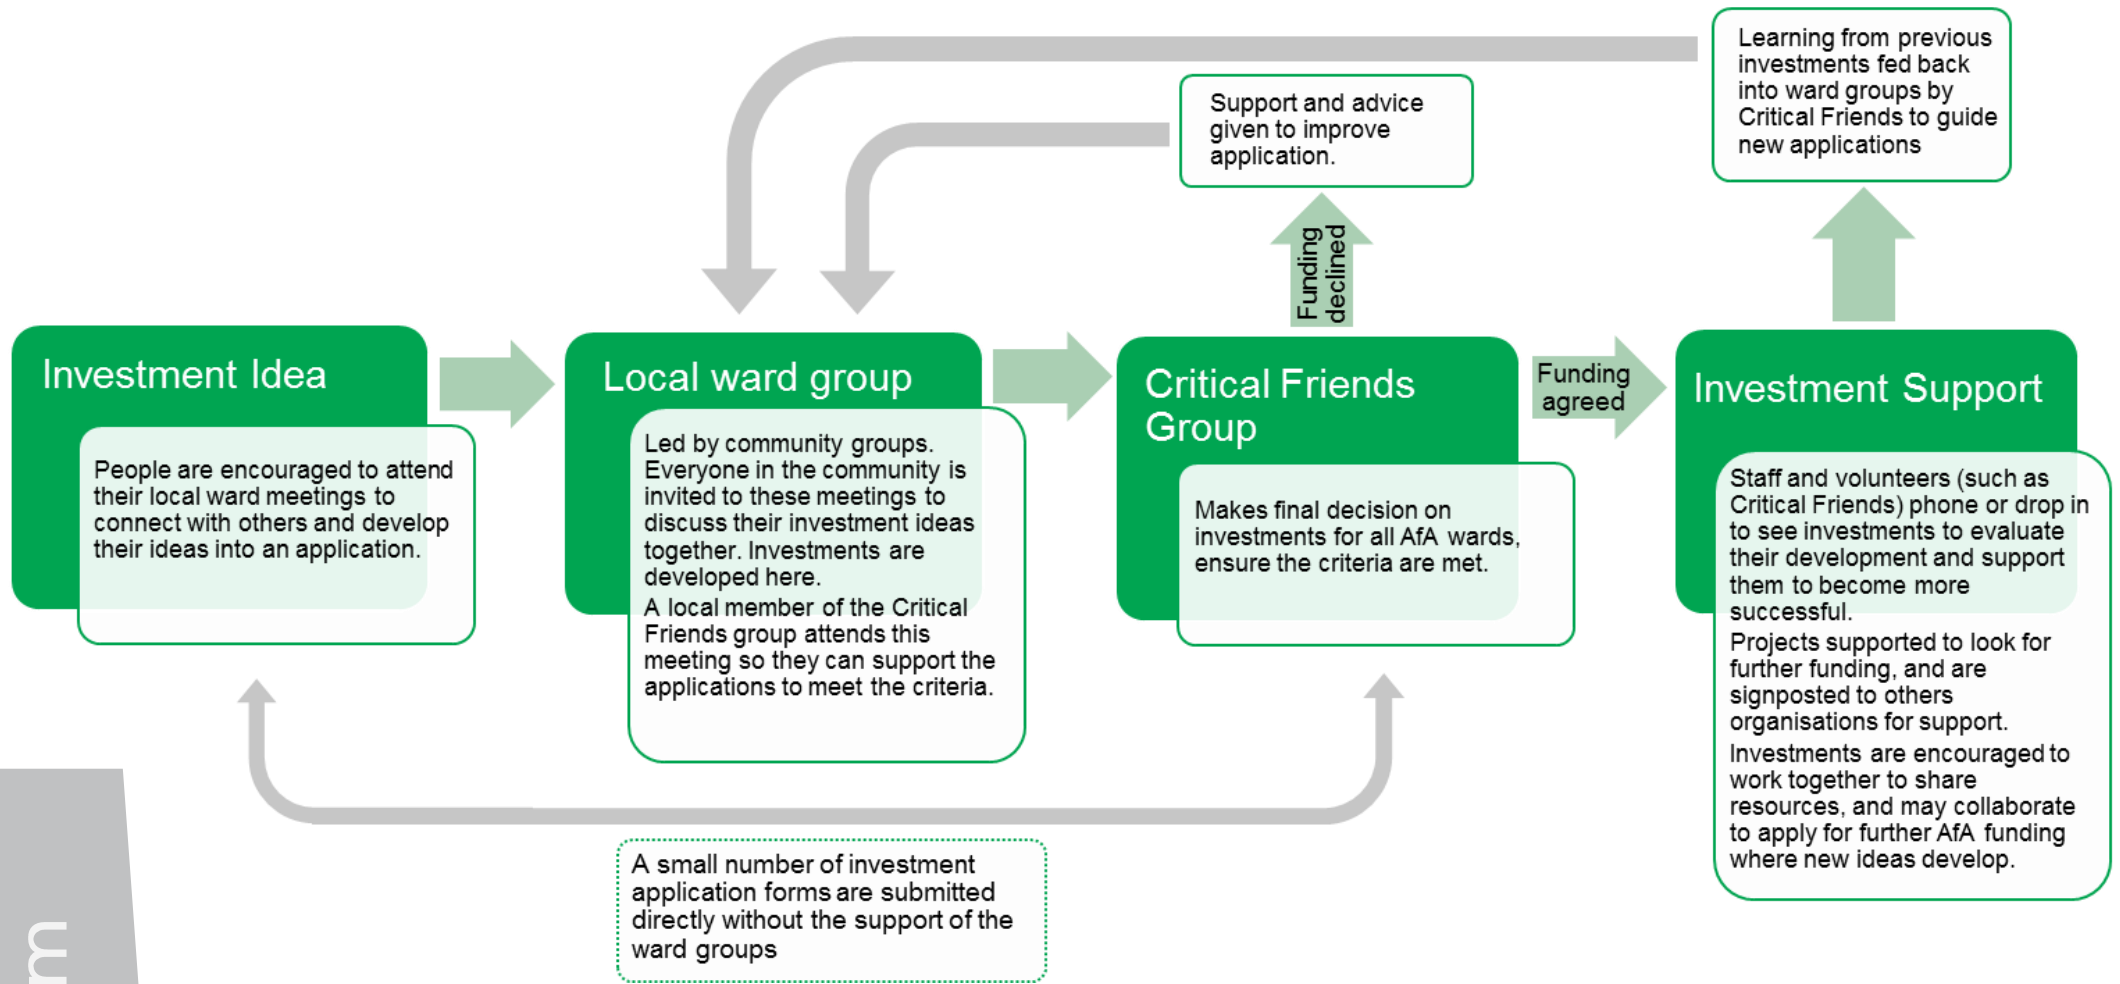 Learning from previous
investments fed back
into ward groups by
Critical Friends to guide
new applications
Support and advice
given to improve
application.
Funding
declined
Investment Idea
People are encouraged to attend
their local ward meetings to
connect with others and develop
their ideas into an application.
Local ward group
Led by community groups.
Everyone in the community is
invited to these meetings to
discuss their investment ideas
together. Investments are
developed here.
A local member of the Critical
Friends group attends this
meeting so they can support the
applications to meet the criteria.
Critical Friends
Group
Makes final decision on
investments for all AfA wards,
ensure the criteria are met.
Funding
agreed
Investment Support
Staff and volunteers (such as
Critical Friends) phone or drop in
to see investments to evaluate
their development and support
them to become more
successful.
Projects supported to look for
further funding, and are
signposted to others
organisations for support.
Investments are encouraged to
work together to share
resources, and may collaborate
to apply for further AfA funding
where new ideas develop.
A small number of investment
application forms are submitted
directly without the support of the
ward groups
m